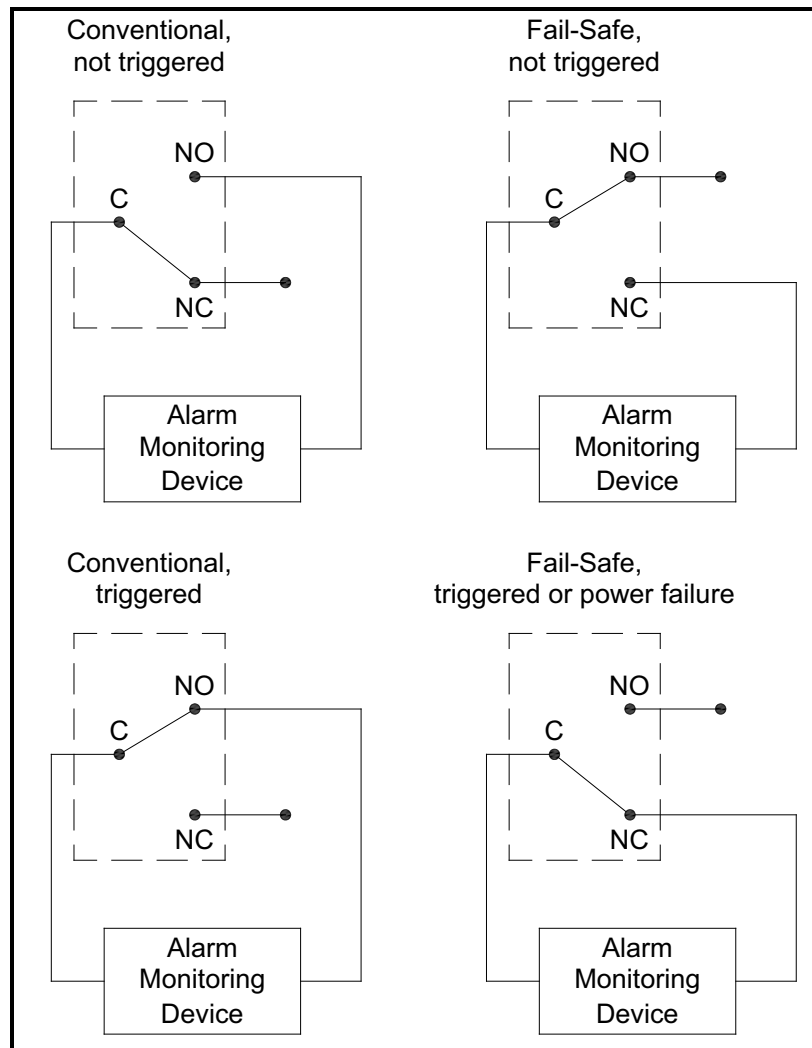 Conventional,
not triggered
NO
C
NC
Alarm
Monitoring
Device
Fail-Safe,
not triggered
NO
C
NC
Alarm
Monitoring
Device
Conventional,
triggered
NO
C
NC
Alarm
Monitoring
Device
Fail-Safe,
triggered or power failure
NO
C
NC
Alarm
Monitoring
Device